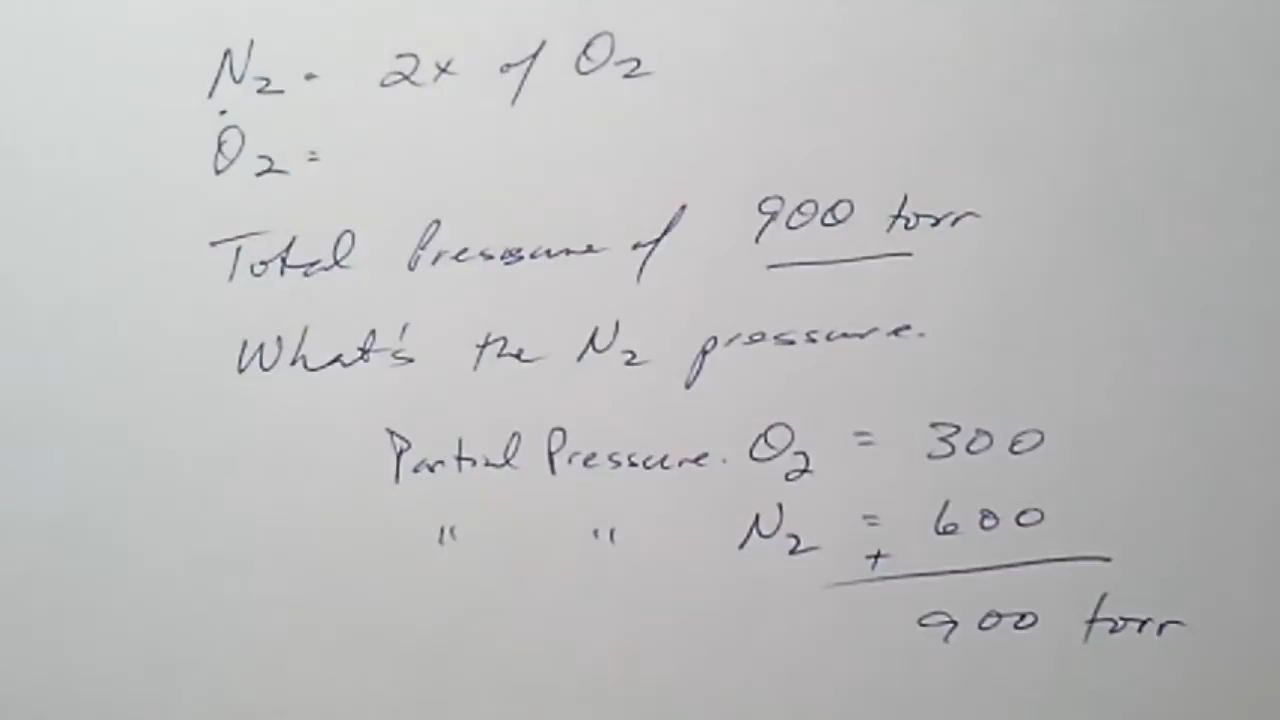 N2 - 2x of O2
O2 =
Total Pressure of 900 torr
What's the N2 pressure.
Partial Pressure. O2 = 300
" " N2 = 600
+
900 torr